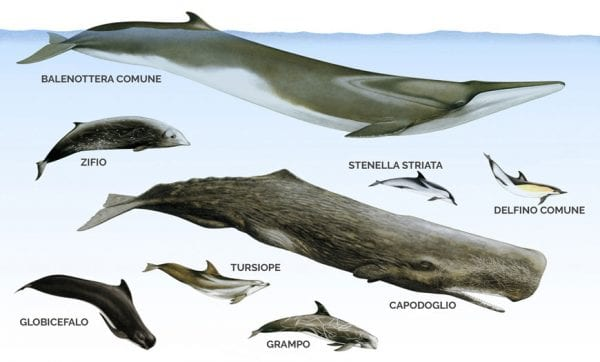 BALENOTTERA COMUNE
ZIFIO
STENELLA STRIATA
DELFINO COMUNE
TURSIOPE
CAPODOGLIO
GLOBICEFALO
GRAMPO